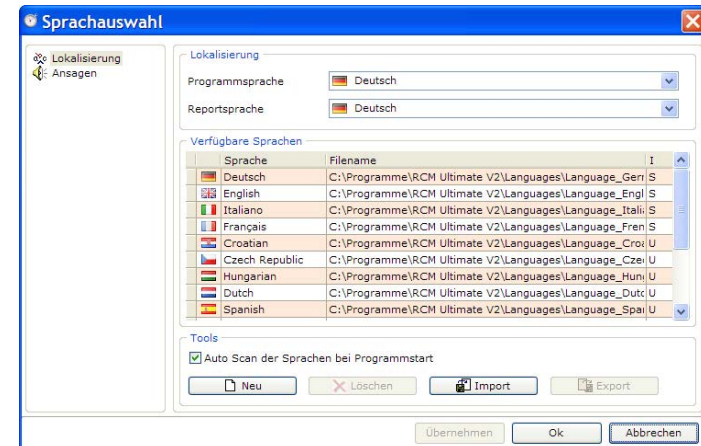 Sprachauswahl
Lokalisierung
Ansagen
Lokalisierung
Programmsprache Deutsch
Reportsprache Deutsch
Verfügbare Sprachen
Sprache Filename I
Deutsch C:\Programme\RCM Ultimate V2\Languages\Language_Gerr S
English C:\Programme\RCM Ultimate V2\Languages\Language_Engl S
Italiano C:\Programme\RCM Ultimate V2\Languages\Language_Itali S
Français C:\Programme\RCM Ultimate V2\Languages\Language_Fren S
Croatian C:\Programme\RCM Ultimate V2\Languages\Language_Croa U
Czech Republic C:\Programme\RCM Ultimate V2\Languages\Language_Cze U
Hungarian C:\Programme\RCM Ultimate V2\Languages\Language_Hung U
Dutch C:\Programme\RCM Ultimate V2\Languages\Language_Dutc U
Spanish C:\Programme\RCM Ultimate V2\Languages\Language_Spai U
Tools
Auto Scan der Sprachen bei Programmstart
Neu Löschen Import Export
Übernehmen Ok Abbrechen